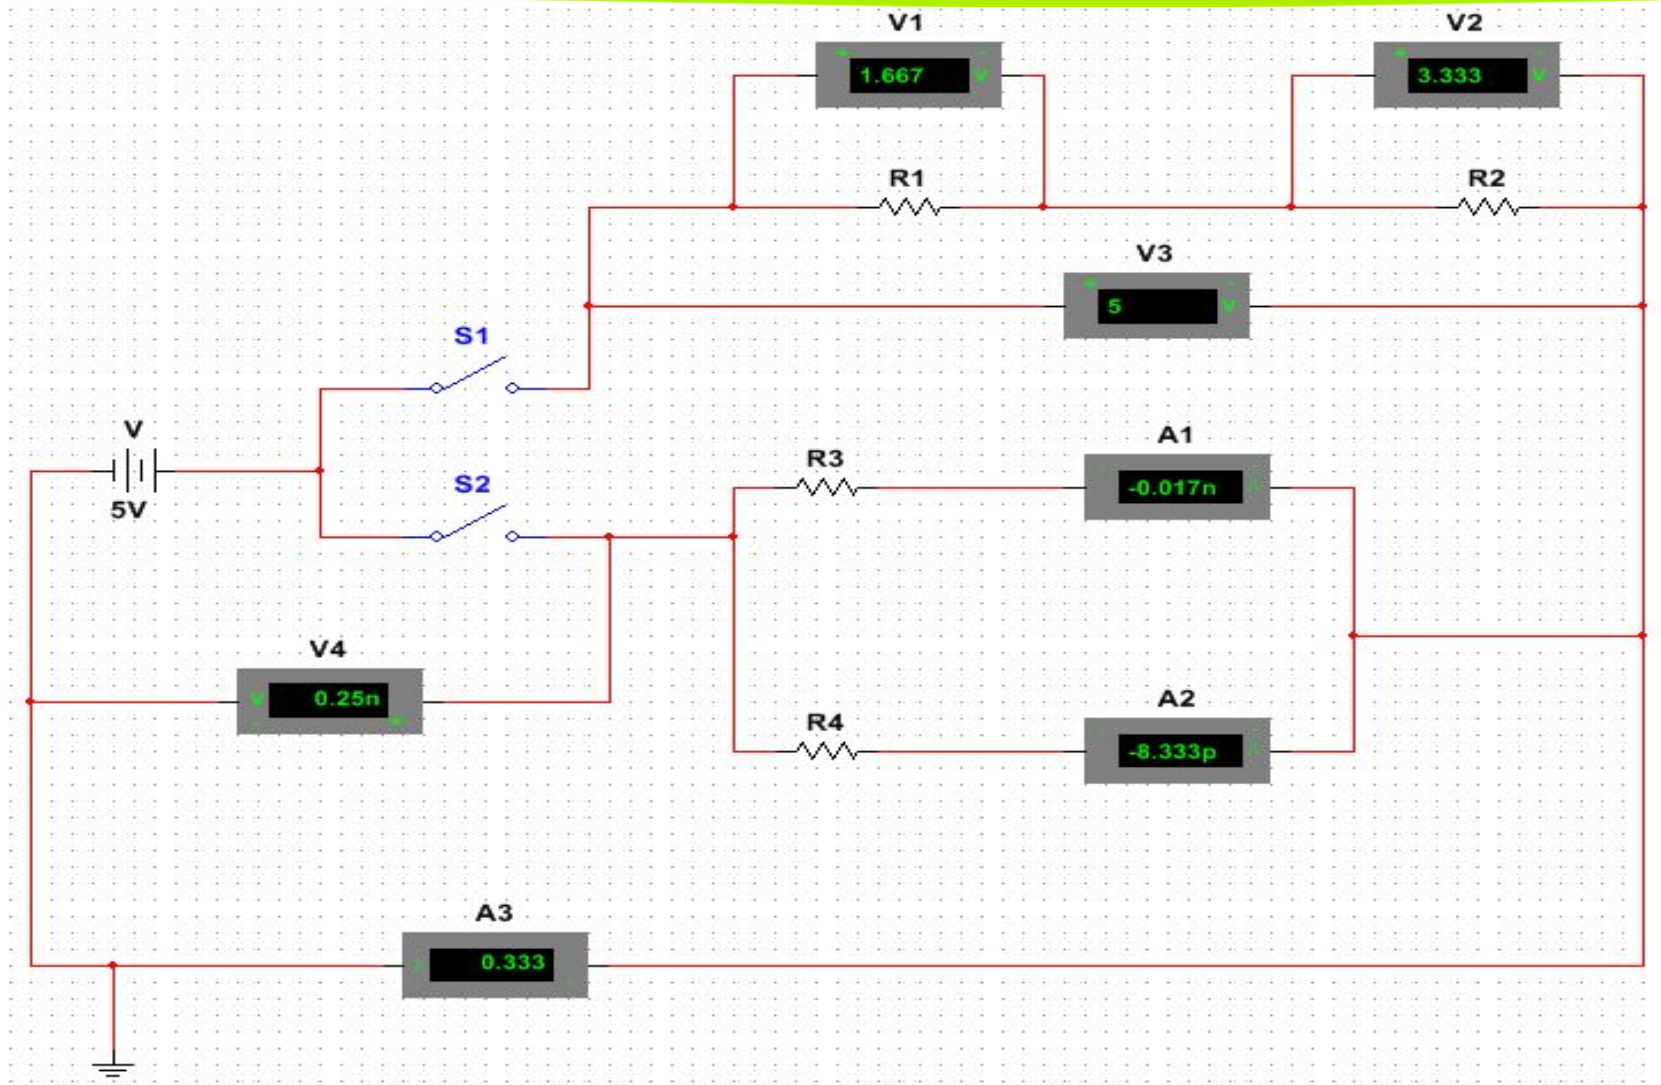 V1
1.667 V
V2
3.333 V
R1
R2
V3
5 V
S1
V
5V
S2
R3
A1
-0.017n A
V4
V 0.25n
R4
A2
-8.333p A
A3
A 0.333